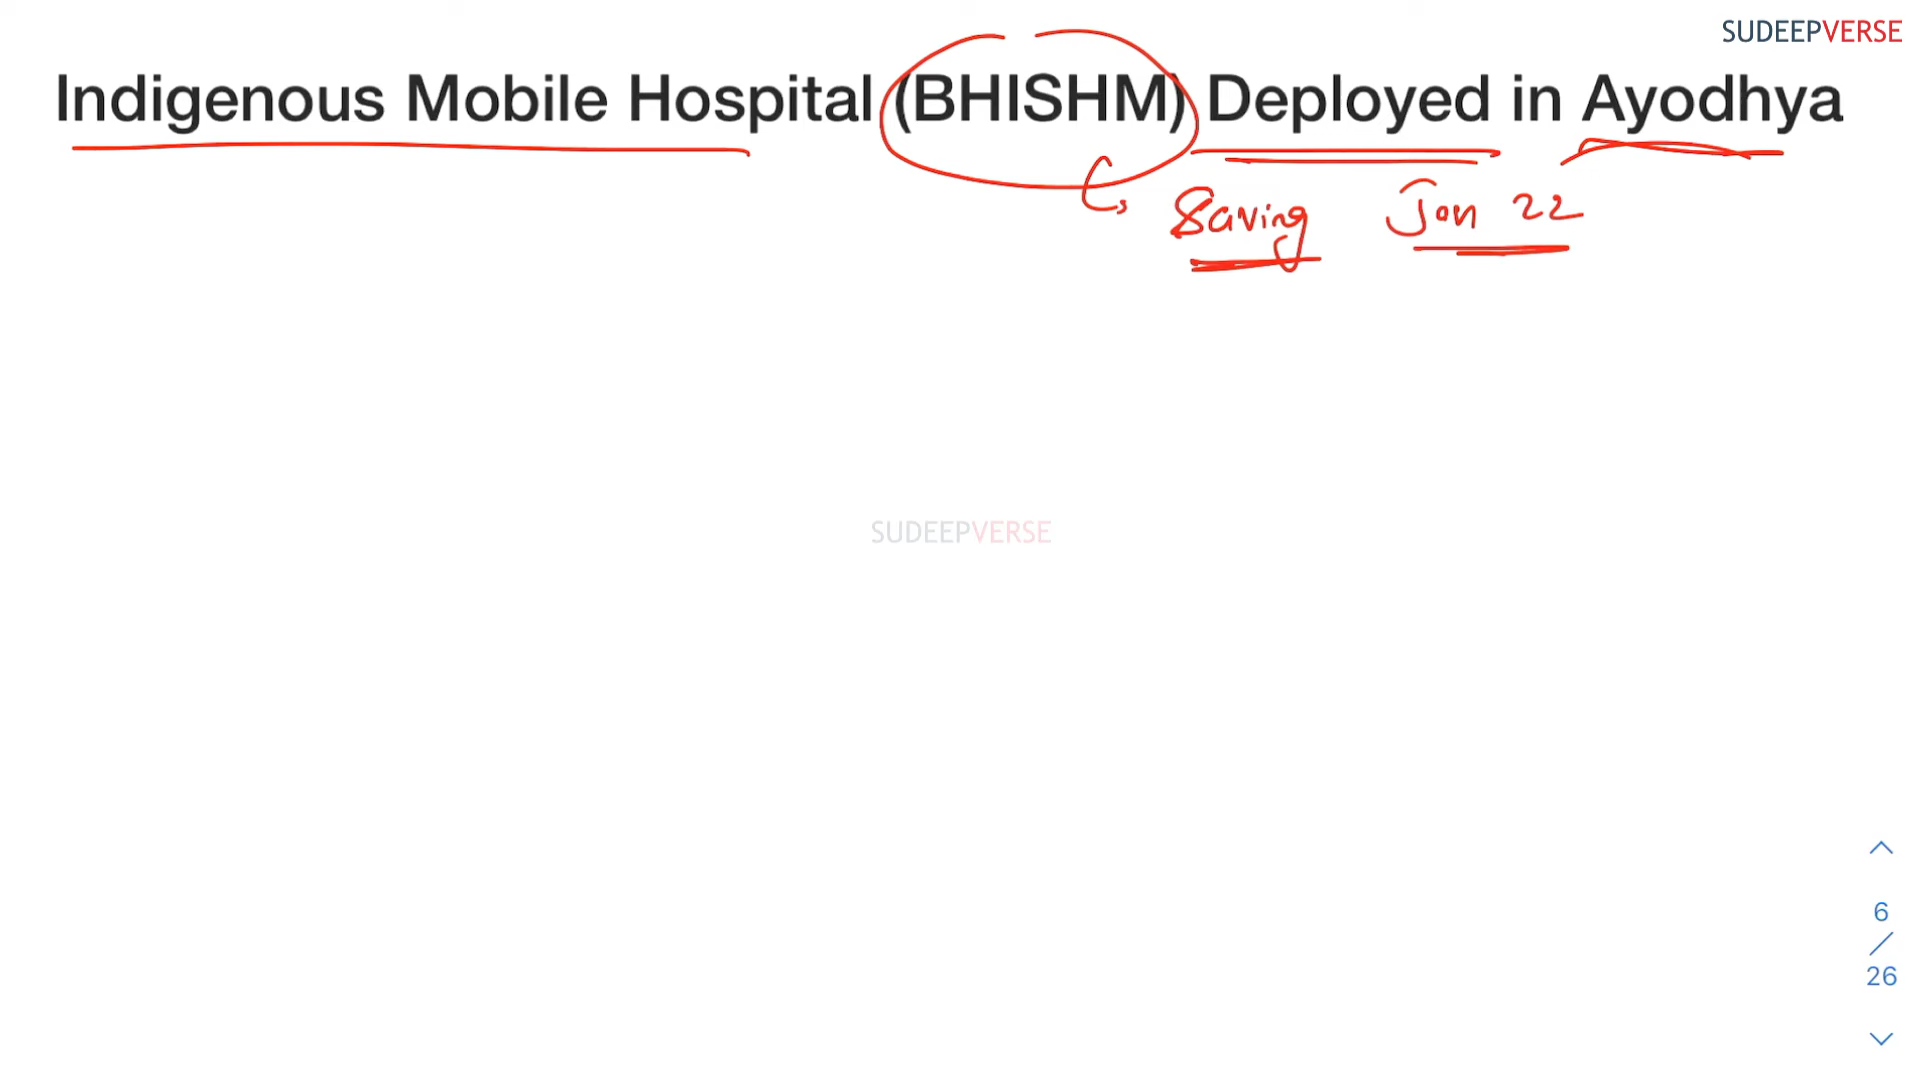 SUDEEPVERSE
Indigenous Mobile Hospital (BHISHM) Deployed in Ayodhya
Saving Jan 22
SUDEEPVERSE
6
/
26